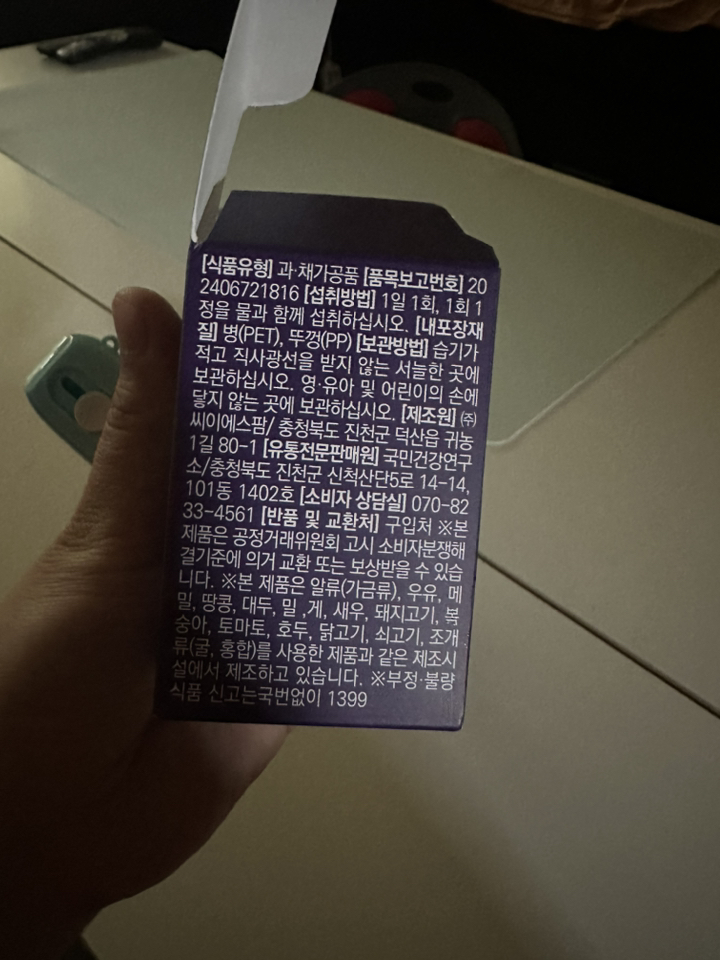 [식품유형] 과·채가공품 [품목보고번호] 20
2406721816 [섭취방법] 1일 1회, 1회 1
정을 물과 함께 섭취하십시오. [내포장재
질] 병(PET), 뚜껑(PP) [보관방법] 습기가
적고 직사광선을 받지 않는 서늘한 곳에
보관하십시오. 영·유아 및 어린이의 손에
닿지 않는 곳에 보관하십시오. [제조원] ㈜
씨이에스팜/ 충청북도 진천군 덕산읍 귀농
1길 80-1 [유통전문판매원] 국민건강연구
소/충청북도 진천군 신척산단5로 14-14,
101동 1402호 [소비자 상담실] 070-82
33-4561 [반품 및 교환처] 구입처 ※본
제품은 공정거래위원회 고시 소비자분쟁해
결기준에 의거 교환 또는 보상받을 수 있습
니다. ※본 제품은 알류(가금류), 우유, 메
밀, 땅콩, 대두, 밀 ,게, 새우, 돼지고기, 복
숭아, 토마토, 호두, 닭고기, 쇠고기, 조개
류(굴, 홍합)를 사용한 제품과 같은 제조시
설에서 제조하고 있습니다. ※부정·불량
식품 신고는국번없이 1399